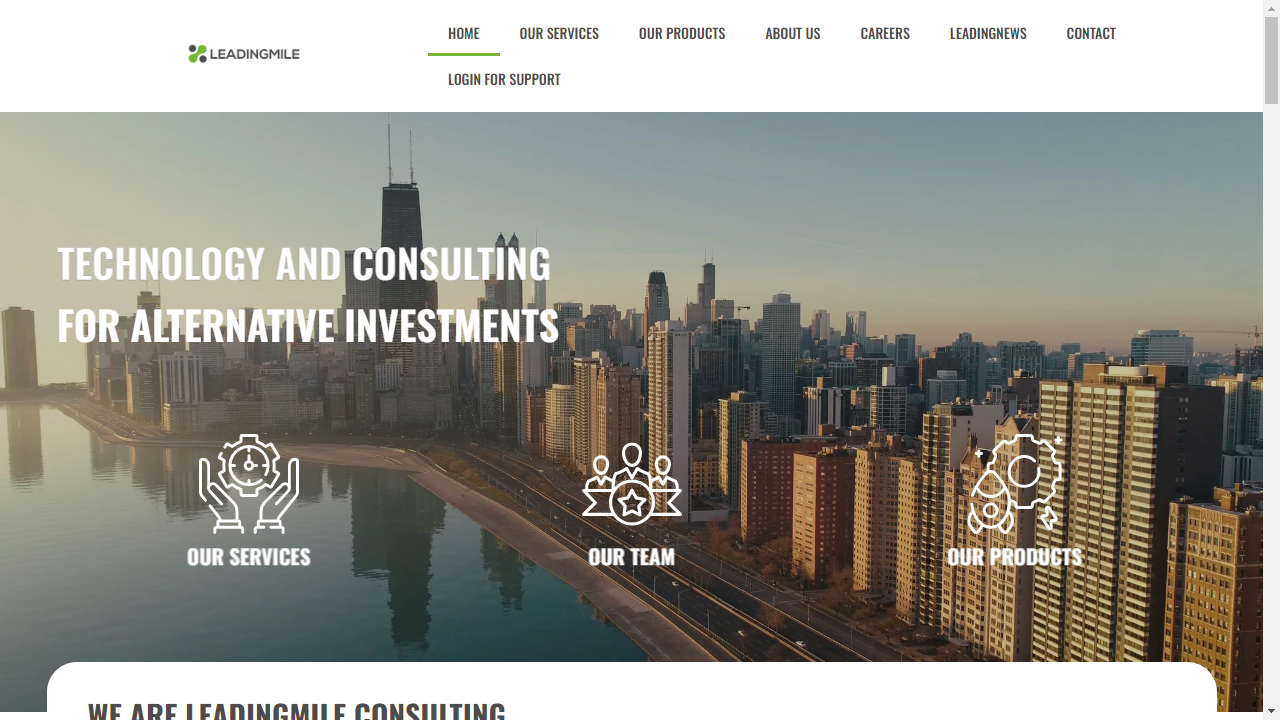 LEADINGMILE
HOME
OUR SERVICES
OUR PRODUCTS
ABOUT US
CAREERS
LEADINGNEWS
CONTACT
LOGIN FOR SUPPORT
TECHNOLOGY AND CONSULTING
FOR ALTERNATIVE INVESTMENTS
OUR SERVICES
OUR TEAM
OUR PRODUCTS
WE ARE LEADINGMILE CONSULTING